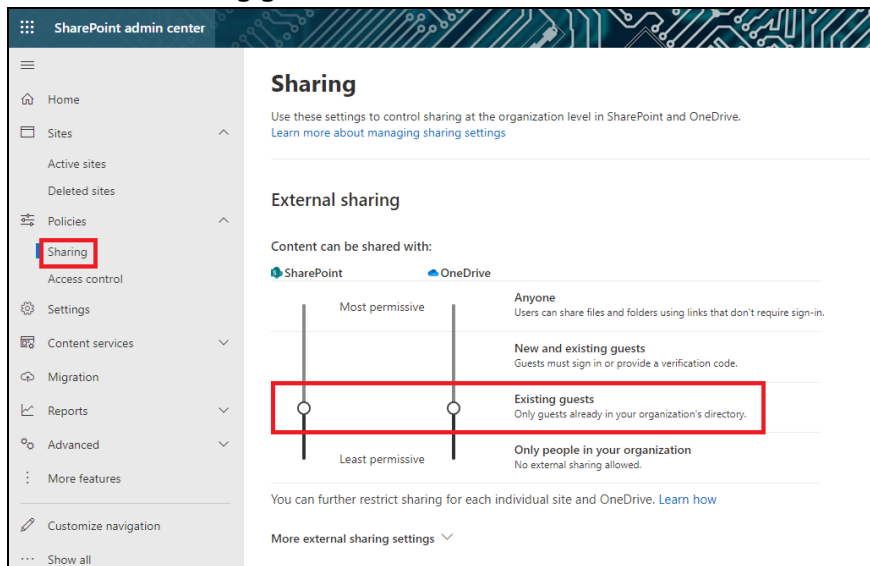 SharePoint admin center
Home
Sites
Active sites
Deleted sites
Policies
Sharing
Access control
Settings
Content services
Migration
Reports
Advanced
More features
Customize navigation
Show all
Sharing
Use these settings to control sharing at the organization level in SharePoint and OneDrive.
Learn more about managing sharing settings
External sharing
Content can be shared with:
SharePoint OneDrive
Most permissive
Anyone
Users can share files and folders using links that don't require sign-in.
New and existing guests
Guests must sign in or provide a verification code.
Existing guests
Only guests already in your organization's directory.
Least permissive
Only people in your organization
No external sharing allowed.
You can further restrict sharing for each individual site and OneDrive. Learn how
More external sharing settings